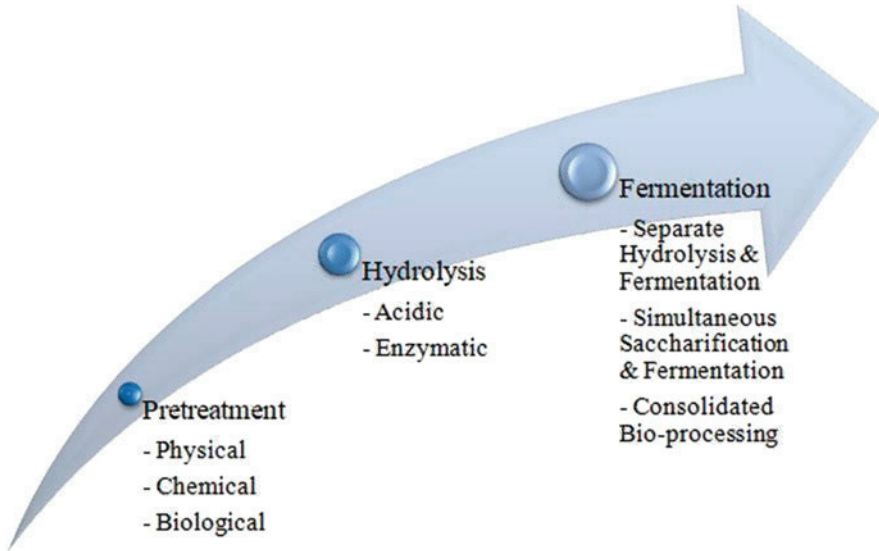 Pretreatment
- Physical
- Chemical
- Biological
Hydrolysis
- Acidic
- Enzymatic
Fermentation
- Separate
Hydrolysis &
Fermentation
- Simultaneous
Saccharification
& Fermentation
- Consolidated
Bio-processing